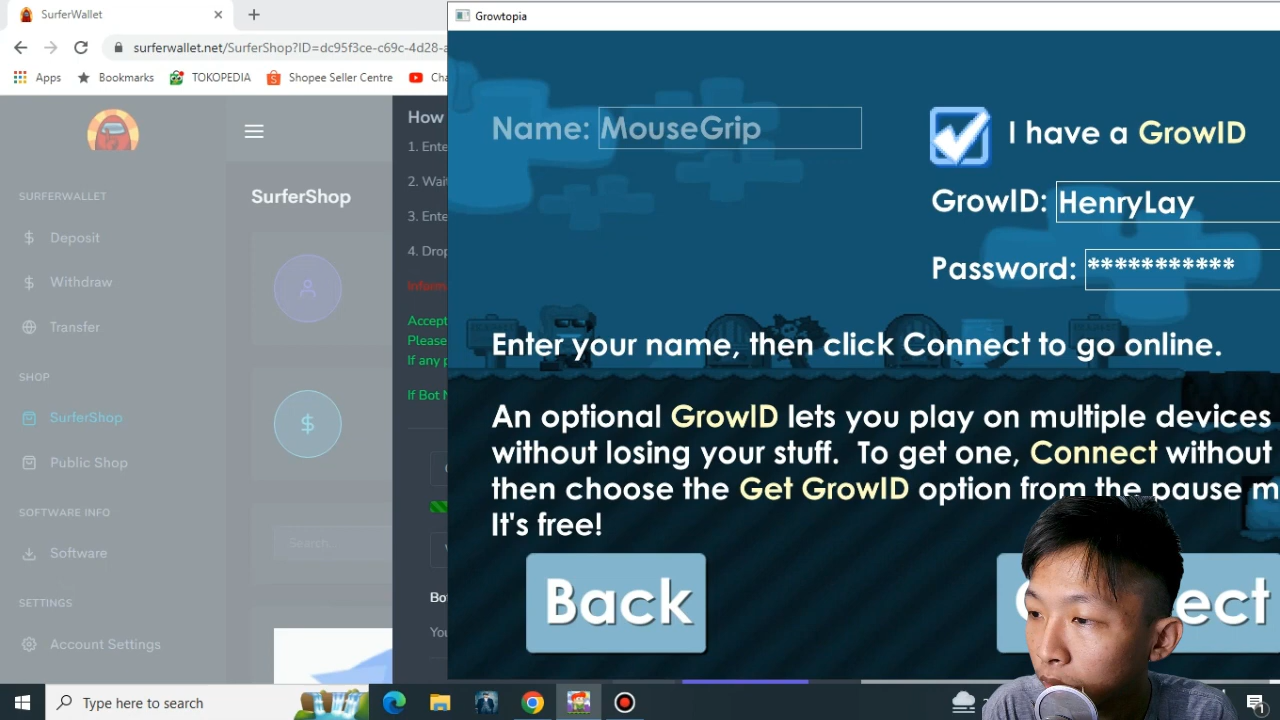 SurferWallet
Growtopia
surferwallet.net/SurferShop?ID=dc95f3ce-c69c-4d28-a
Apps
Bookmarks
TOKOPEDIA
Shopee Seller Centre
SURFERWALLET
Deposit
Withdraw
Transfer
SHOP
SurferShop
Public Shop
SOFTWARE INFO
Software
SETTINGS
Account Settings
SurferShop
Search...
How
1. Ente
2. Wait
3. Ente
4. Drop
Inform
Accept
Please
If any p
If Bot N
Bo
You
Name: MouseGrip
I have a GrowID
GrowID: HenryLay
Password: ***********
Enter your name, then click Connect to go online.
An optional GrowID lets you play on multiple devices
without losing your stuff. To get one, Connect without
then choose the Get GrowID option from the pause m
It's free!
Back
ect
Type here to search